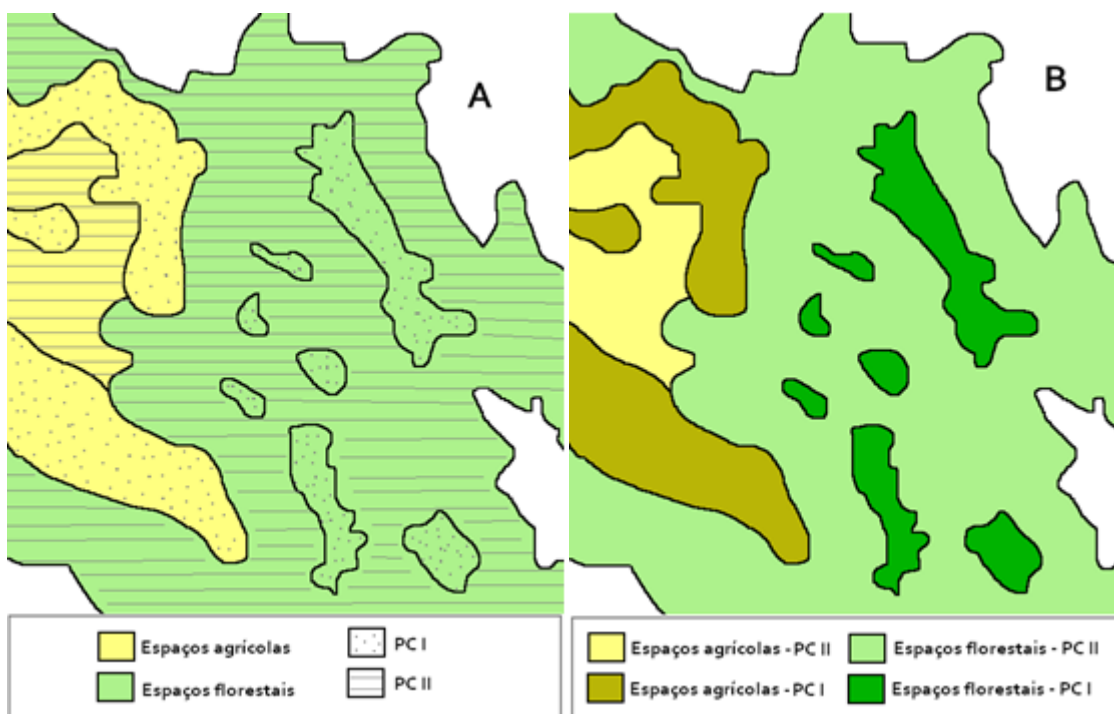 A
B
Espaços agrícolas
PC I
Espaços florestais
PC II
Espaços agrícolas - PC II
Espaços florestais - PC II
Espaços agrícolas - PC I
Espaços florestais - PC I